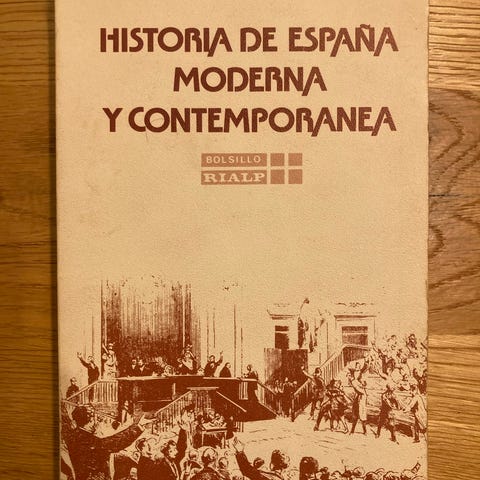 HISTORIA DE ESPAÑA
MODERNA
Y CONTEMPORANEA
BOLSILLO
RIALP